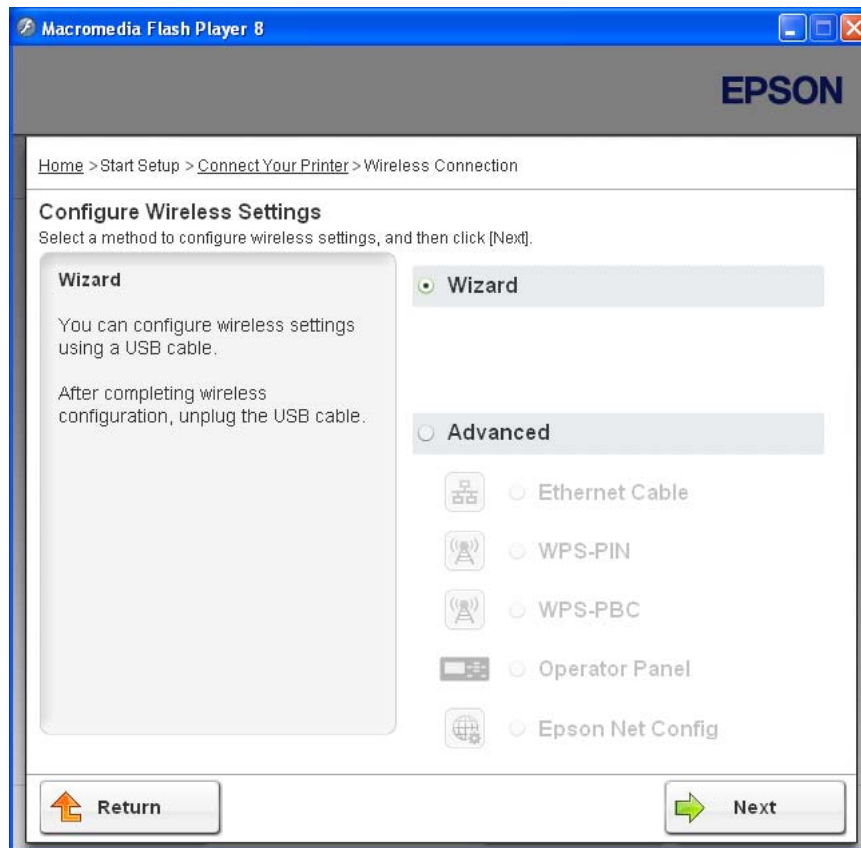 Macromedia Flash Player 8
EPSON
Home > Start Setup > Connect Your Printer > Wireless Connection
Configure Wireless Settings
Select a method to configure wireless settings, and then click [Next].
Wizard
You can configure wireless settings
using a USB cable.
After completing wireless
configuration, unplug the USB cable.
Wizard
Advanced
Ethernet Cable
WPS-PIN
WPS-PBC
Operator Panel
Epson Net Config
Return
Next